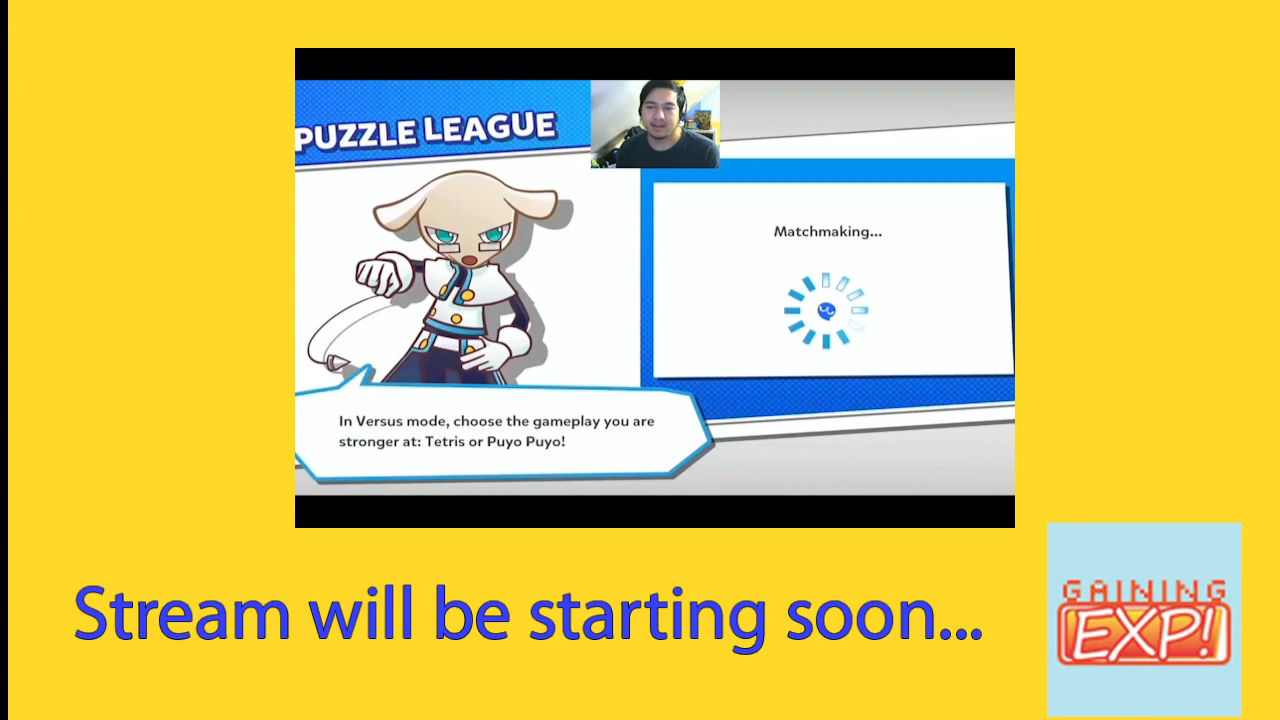 PUZZLE LEAGUE
Matchmaking...
In Versus mode, choose the gameplay you are
stronger at: Tetris or Puyo Puyo!
Stream will be starting soon...
GAINING
EXP!